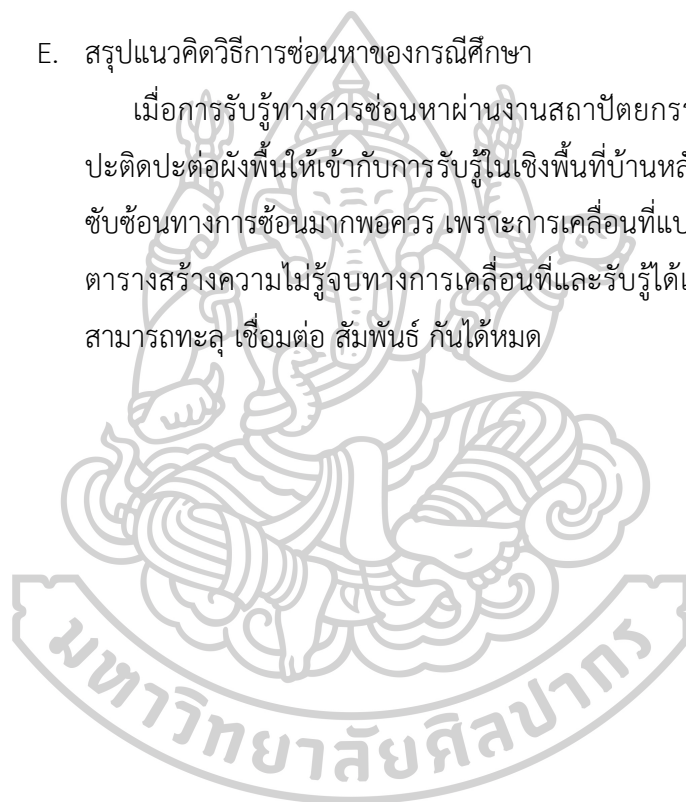 E. สรุปแนวคิดวิธีการซ่อนหาของกรณีศึกษา
เมื่อการรับรู้ทางการซ่อนหาผ่านงานสถาปัตยกร
ปะติดปะต่อผังพื้นให้เข้ากับการรับรู้ในเชิงพื้นที่บ้านหลั
ซับซ้อนทางการซ้อนมากพอควร เพราะการเคลื่อนที่แบ
ตารางสร้างความไม่รู้จบทางการเคลื่อนที่และรับรู้ได้
สามารถทะลุ เชื่อมต่อ สัมพันธ์ กันได้หมด
มหาวิทยาลัยศิลปากร